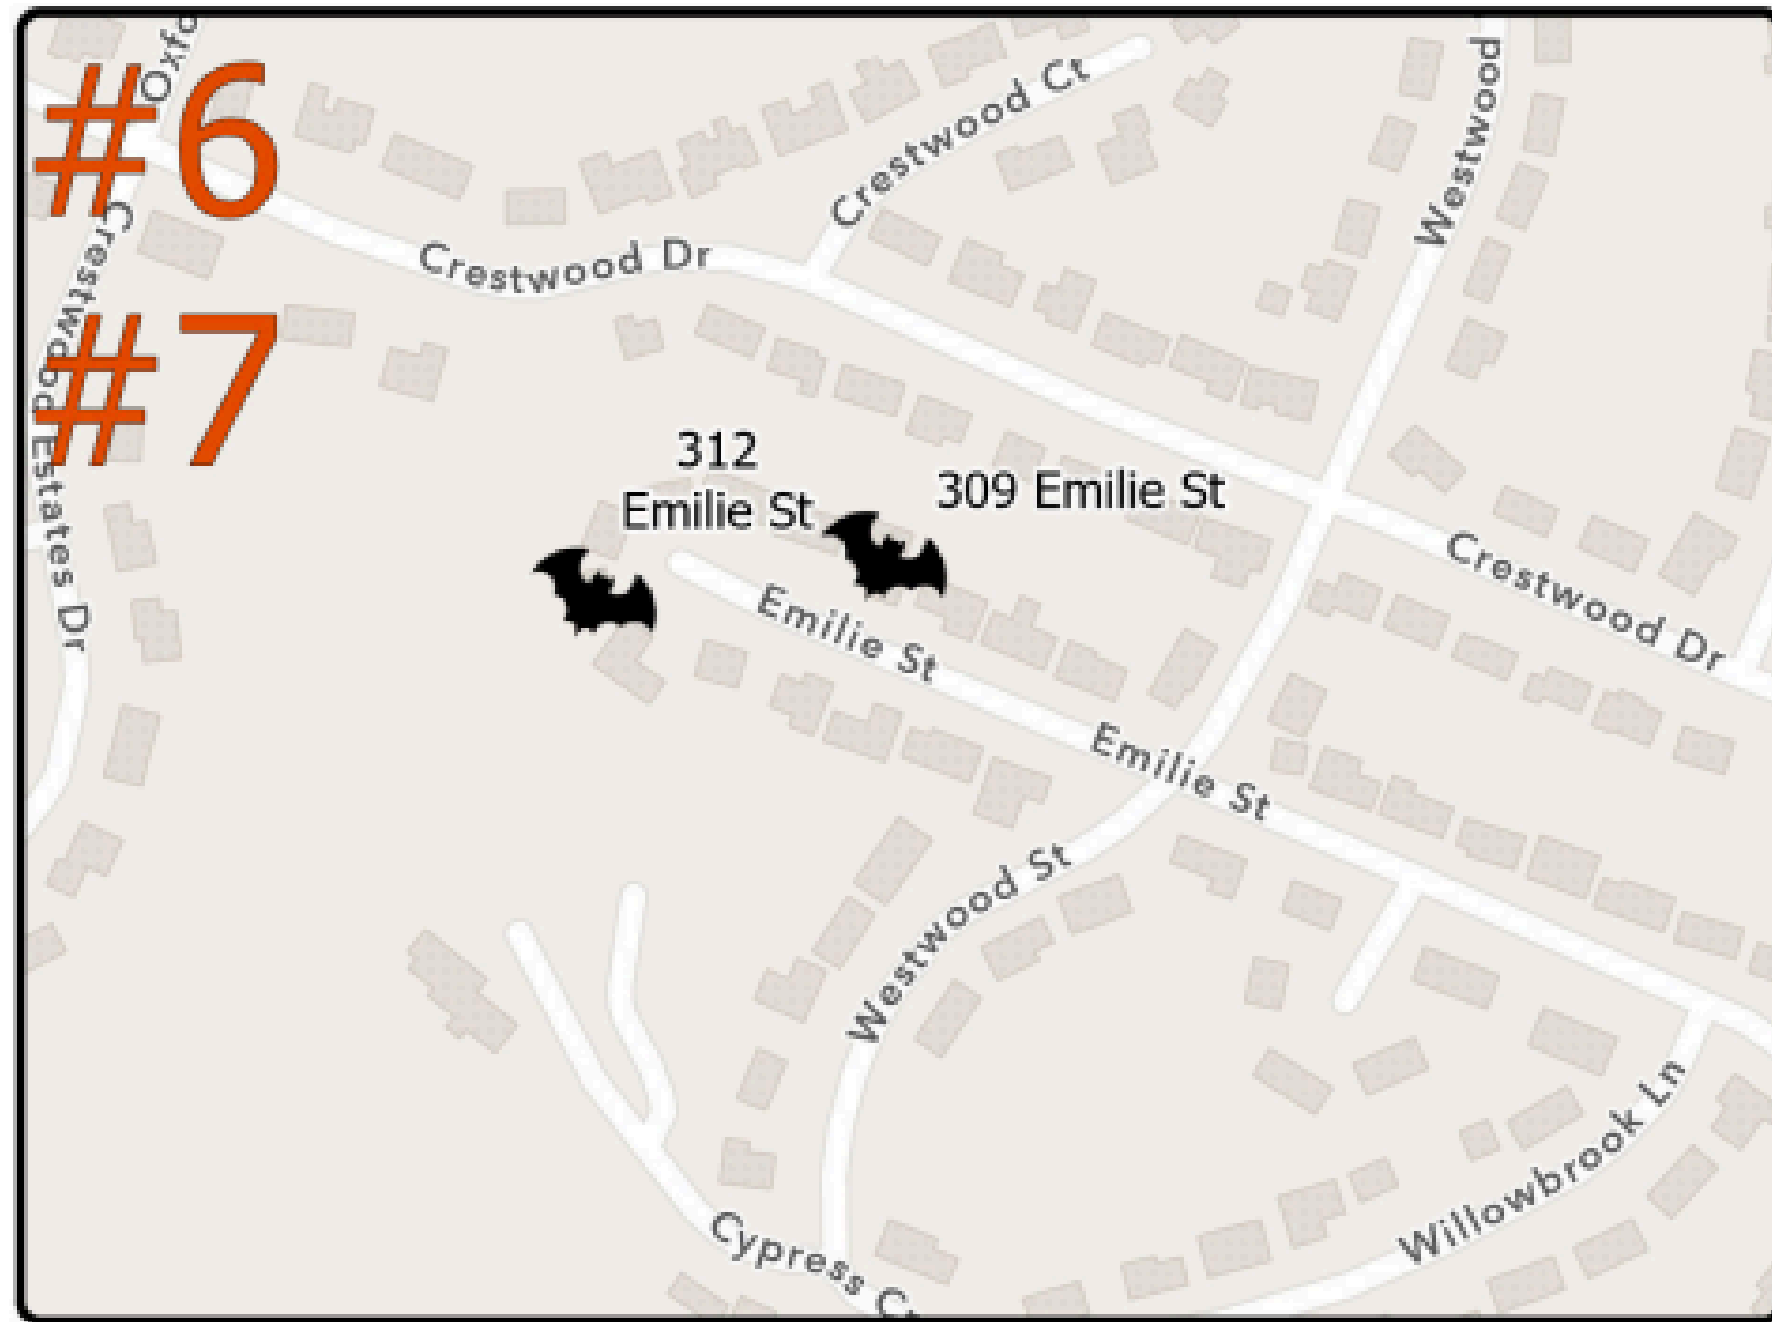 Oxfo
#6
Crestwood Ct
Westwood
Crestwood Dr
Crestwood Estates Dr
#7
312
Emilie St
309 Emilie St
Crestwood Dr
Emilie St
Emilie St
Westwood St
Willowbrook Ln
Cypress C